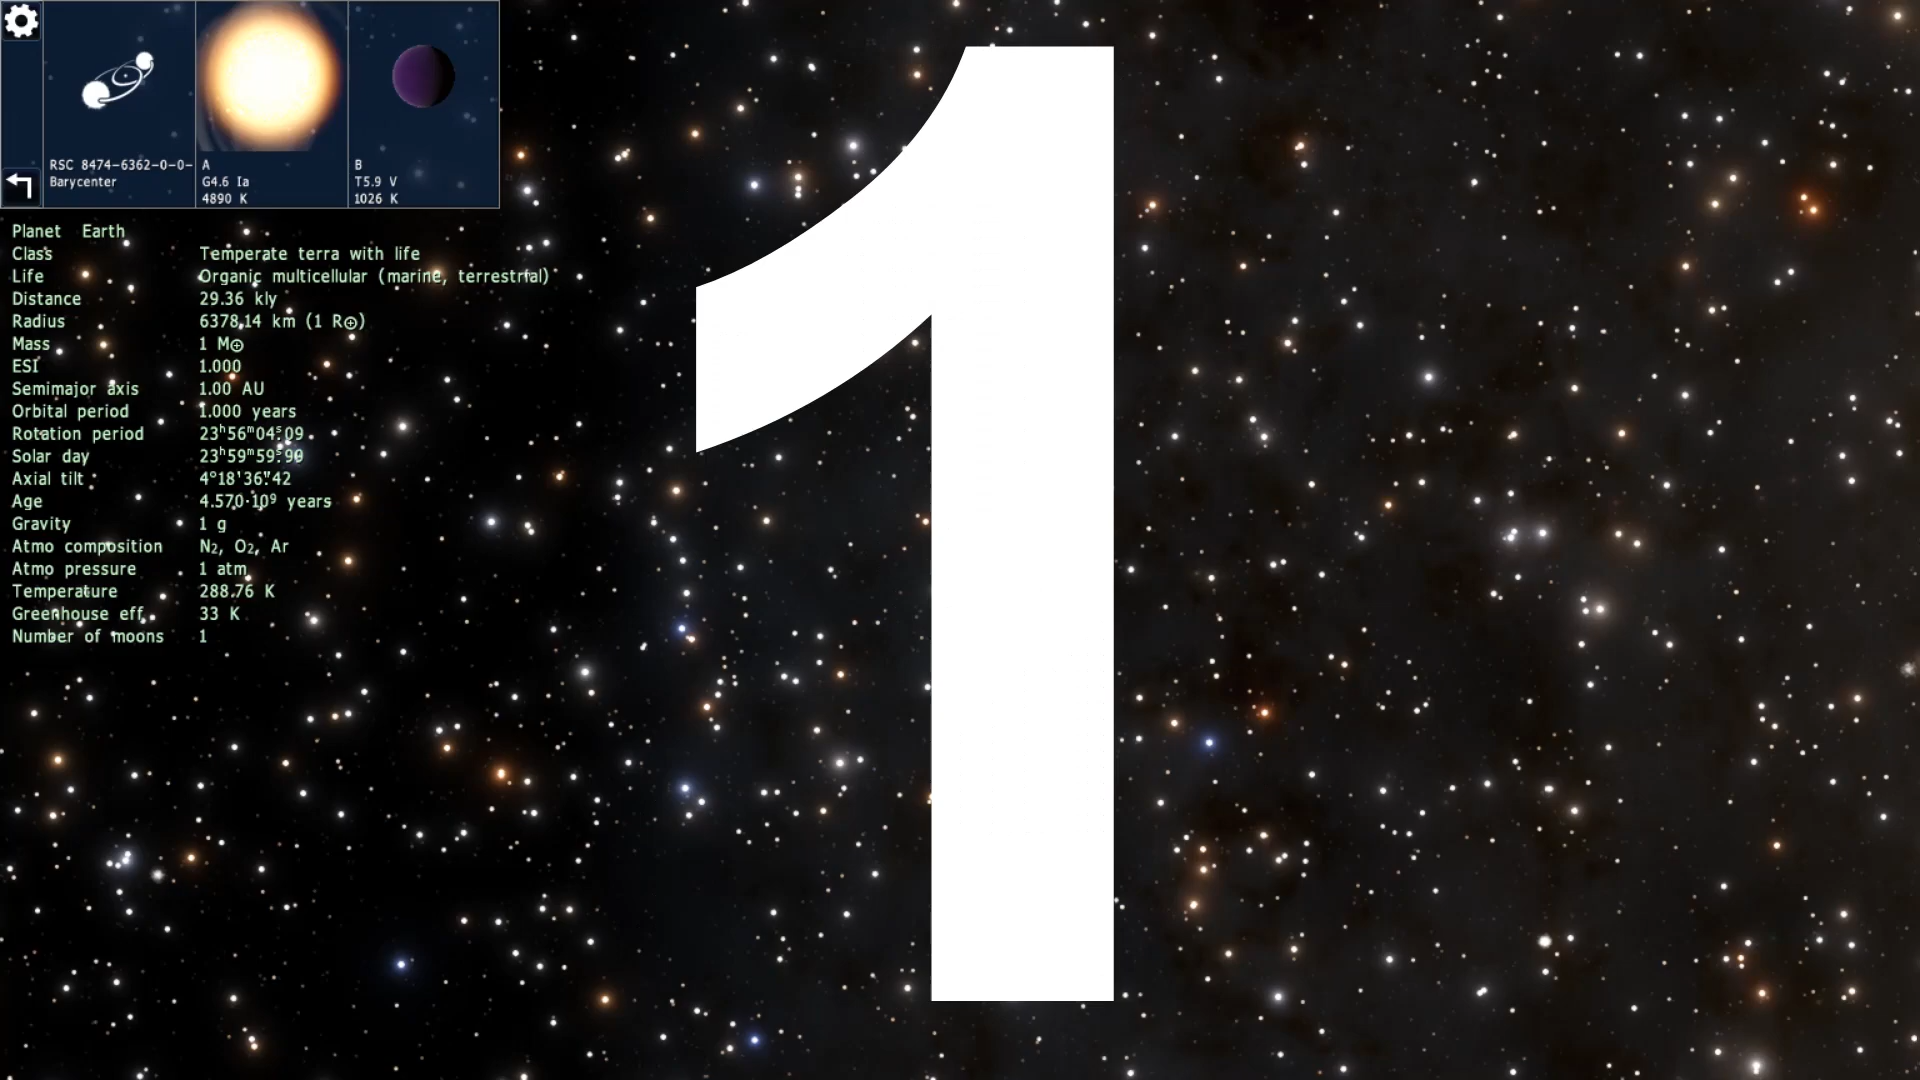 RSC 8474-6362-0-0-
Barycenter
A
G4.6 Ia
4890 K
B
T5.9 V
1026 K
Planet Earth
Class Temperate terra with life
Life Organic multicellular (marine, terrestrial)
Distance 29.36 kly
Radius 6378.14 km (1 R⊕)
Mass 1 M⊕
ESI 1.000
Semimajor axis 1.00 AU
Orbital period 1.000 years
Rotation period 23ʰ56ᵐ04ˢ.09
Solar day 23ʰ59ᵐ59ˢ.90
Axial tilt 4°18'36".42
Age 4.570·10⁹ years
Gravity 1 g
Atmo composition N₂, O₂, Ar
Atmo pressure 1 atm
Temperature 288.76 K
Greenhouse eff. 33 K
Number of moons 1
1